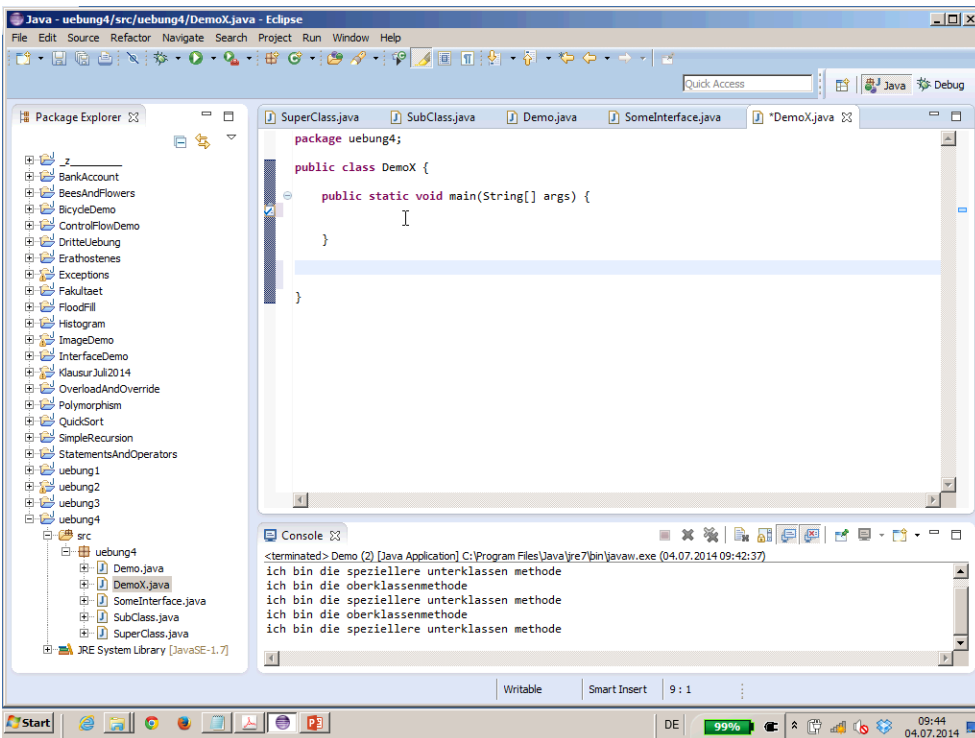 Java - uebung4/src/uebung4/DemoX.java - Eclipse
File Edit Source Refactor Navigate Search Project Run Window Help
Quick Access
Java
Debug
Package Explorer
_z_________
BankAccount
BeesAndFlowers
BicycleDemo
ControlFlowDemo
DritteUebung
Erathostenes
Exceptions
Fakultaet
FloodFill
Histogram
ImageDemo
InterfaceDemo
KlausurJuli2014
OverloadAndOverride
Polymorphism
QuickSort
SimpleRecursion
StatementsAndOperators
uebung1
uebung2
uebung3
uebung4
src
uebung4
Demo.java
DemoX.java
SomeInterface.java
SubClass.java
SuperClass.java
JRE System Library [JavaSE-1.7]
SuperClass.java SubClass.java Demo.java SomeInterface.java *DemoX.java
package uebung4;
public class DemoX {
public static void main(String[] args) {
}
}
Console
<terminated> Demo (2) [Java Application] C:\Program Files\Java\jre7\bin\javaw.exe (04.07.2014 09:42:37)
ich bin die speziellere unterklassen methode
ich bin die oberklassenmethode
ich bin die speziellere unterklassen methode
ich bin die oberklassenmethode
ich bin die speziellere unterklassen methode
Writable Smart Insert 9 : 1
Start
DE 99% 09:44
04.07.2014